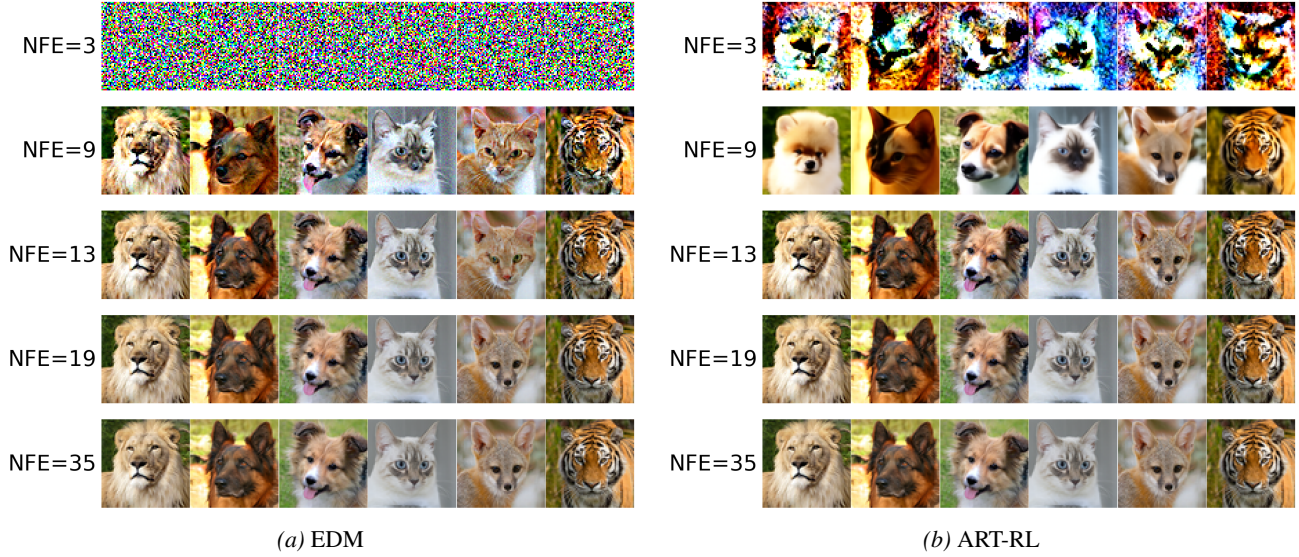 NFE=3
NFE=9
NFE=13
NFE=19
NFE=35
(a) EDM
NFE=3
NFE=9
NFE=13
NFE=19
NFE=35
(b) ART-RL